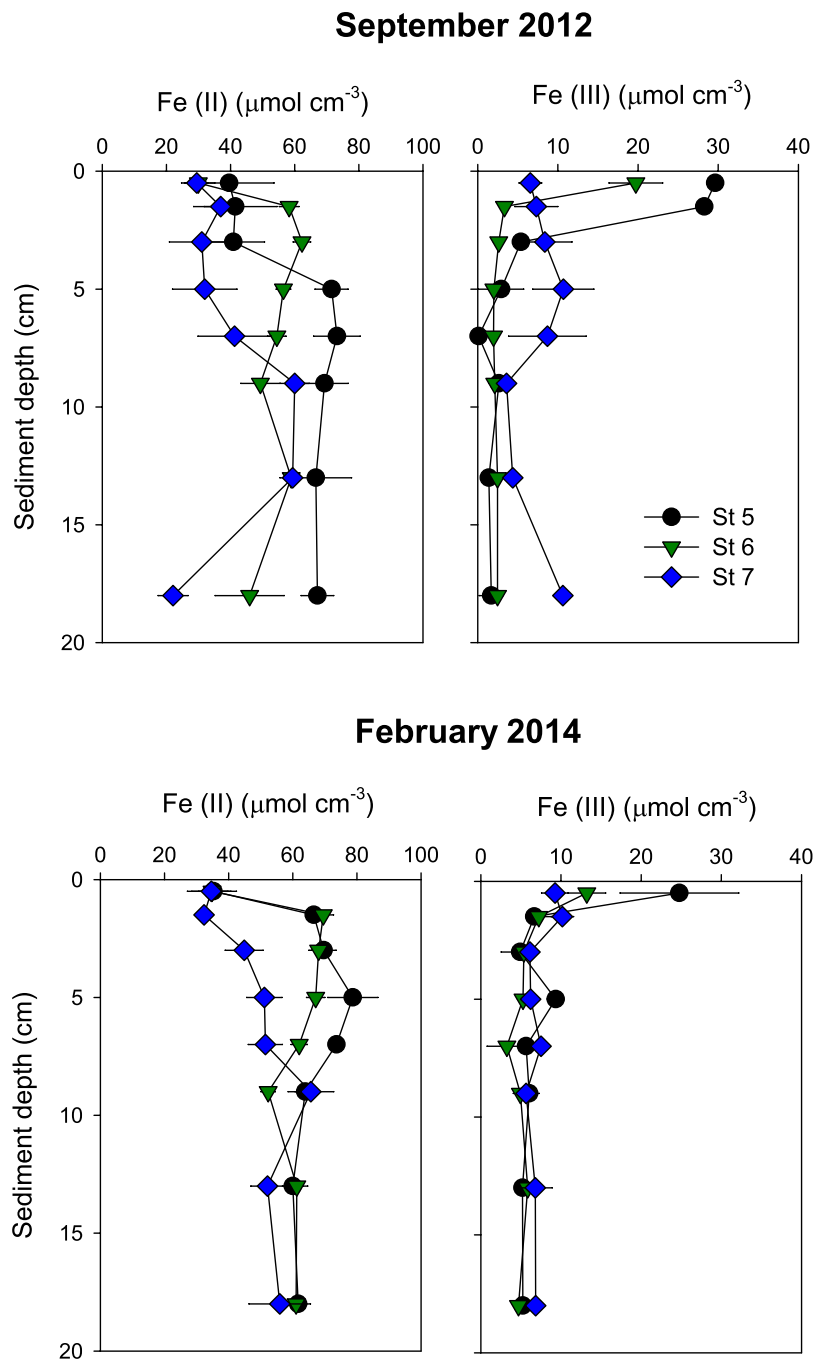 September 2012
Fe (II) (μmol cm-3)
Fe (III) (μmol cm-3)
0 20 40 60 80 100
0 10 20 30 40
0
5
10
15
20
Sediment depth (cm)
St 5
St 6
St 7
February 2014
Fe (II) (μmol cm-3)
Fe (III) (μmol cm-3)
0 20 40 60 80 100
0 10 20 30 40
0
5
10
15
20
Sediment depth (cm)